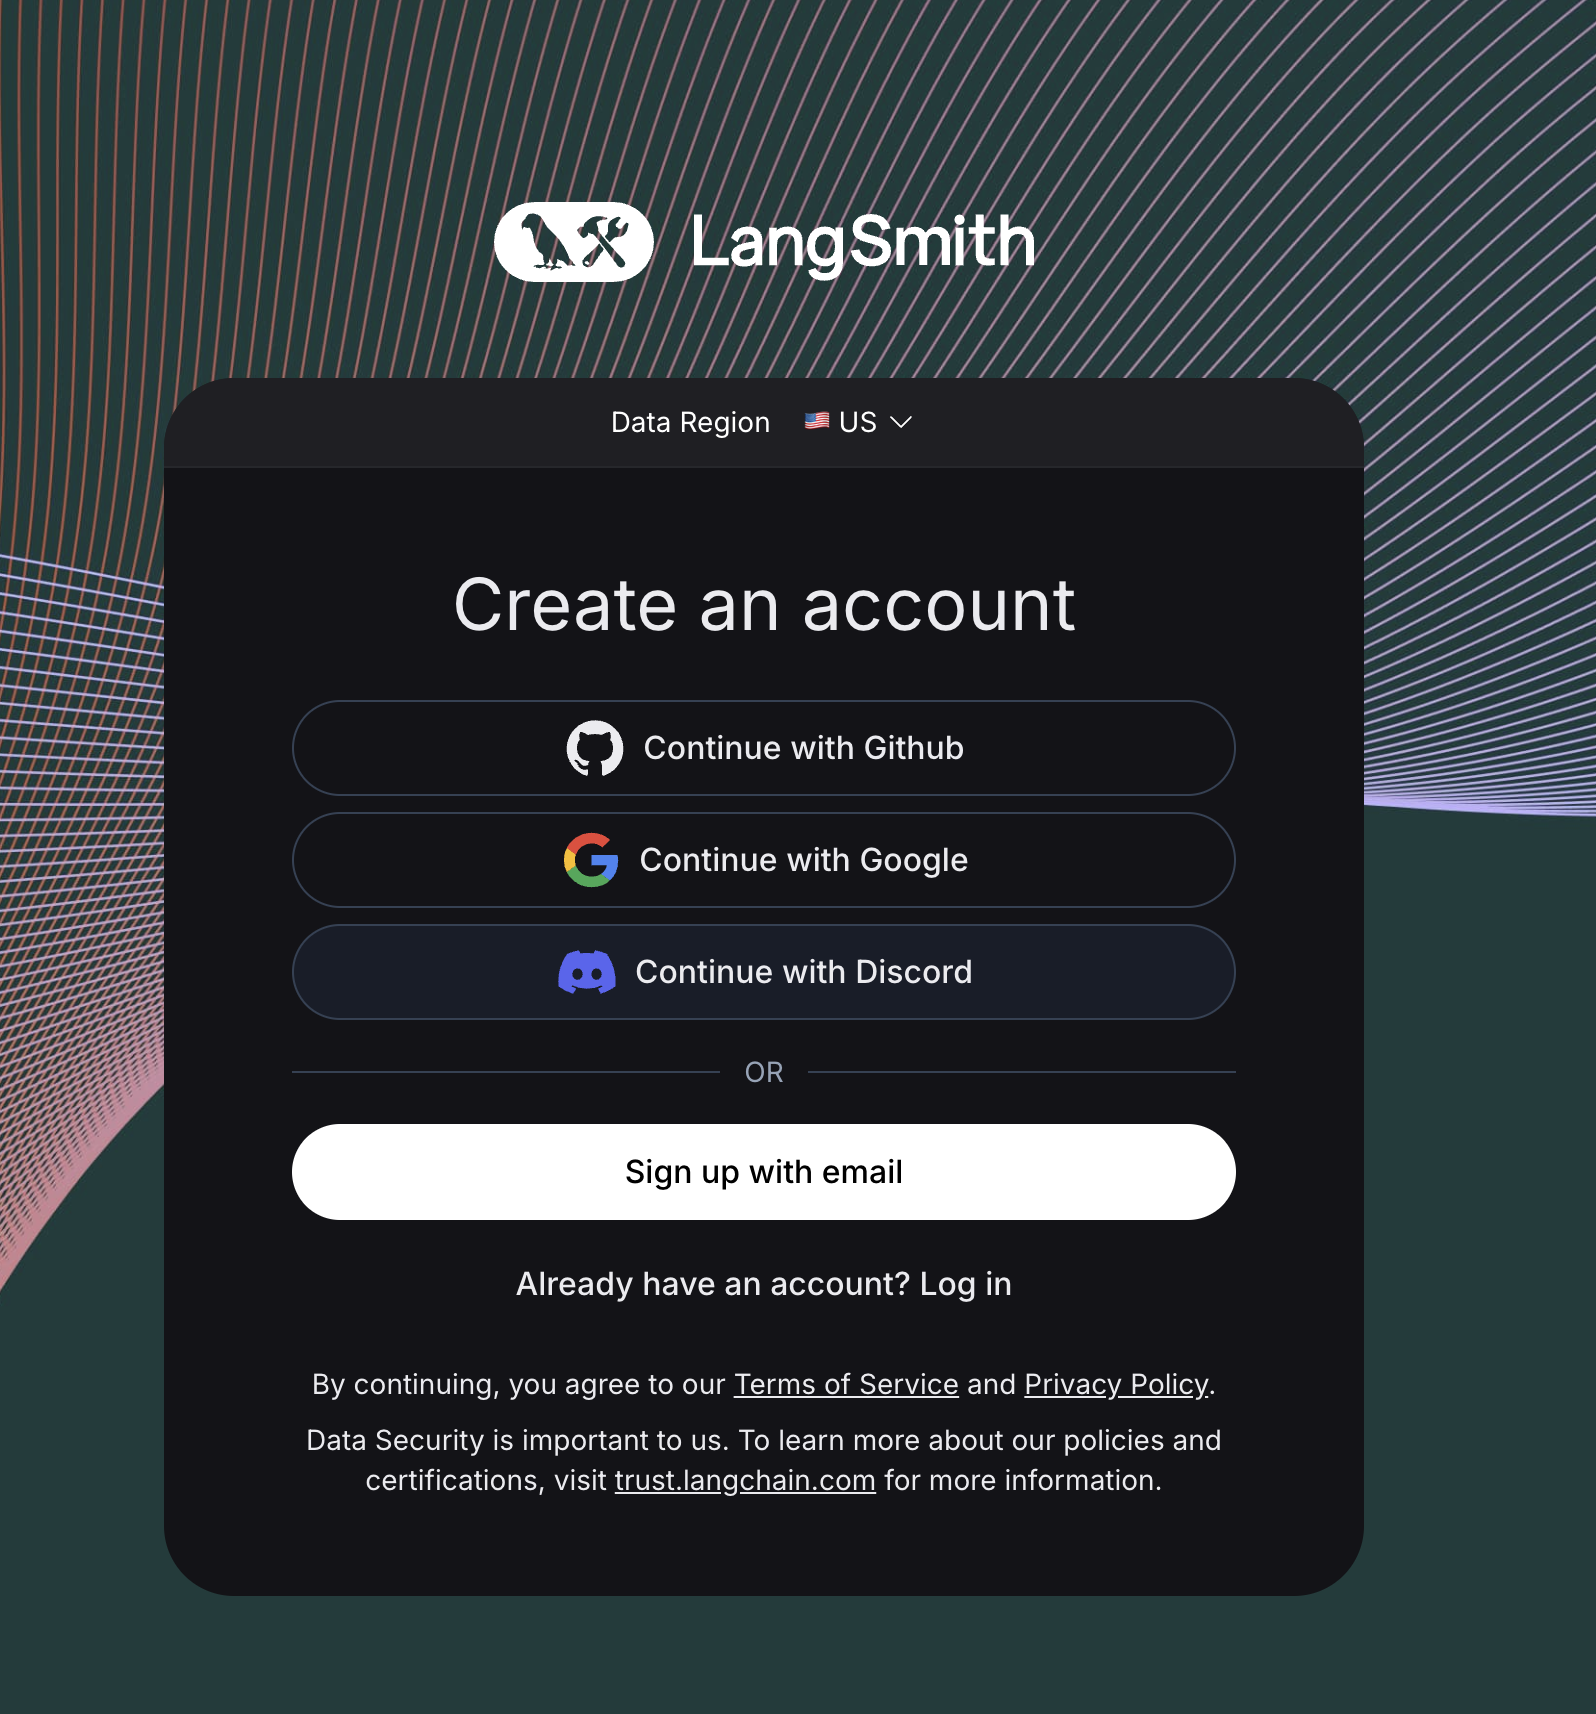 LangSmith
Data Region 🇺🇸 US
Create an account
Continue with Github
Continue with Google
Continue with Discord
OR
Sign up with email
Already have an account? Log in
By continuing, you agree to our Terms of Service and Privacy Policy.
Data Security is important to us. To learn more about our policies and
certifications, visit trust.langchain.com for more information.